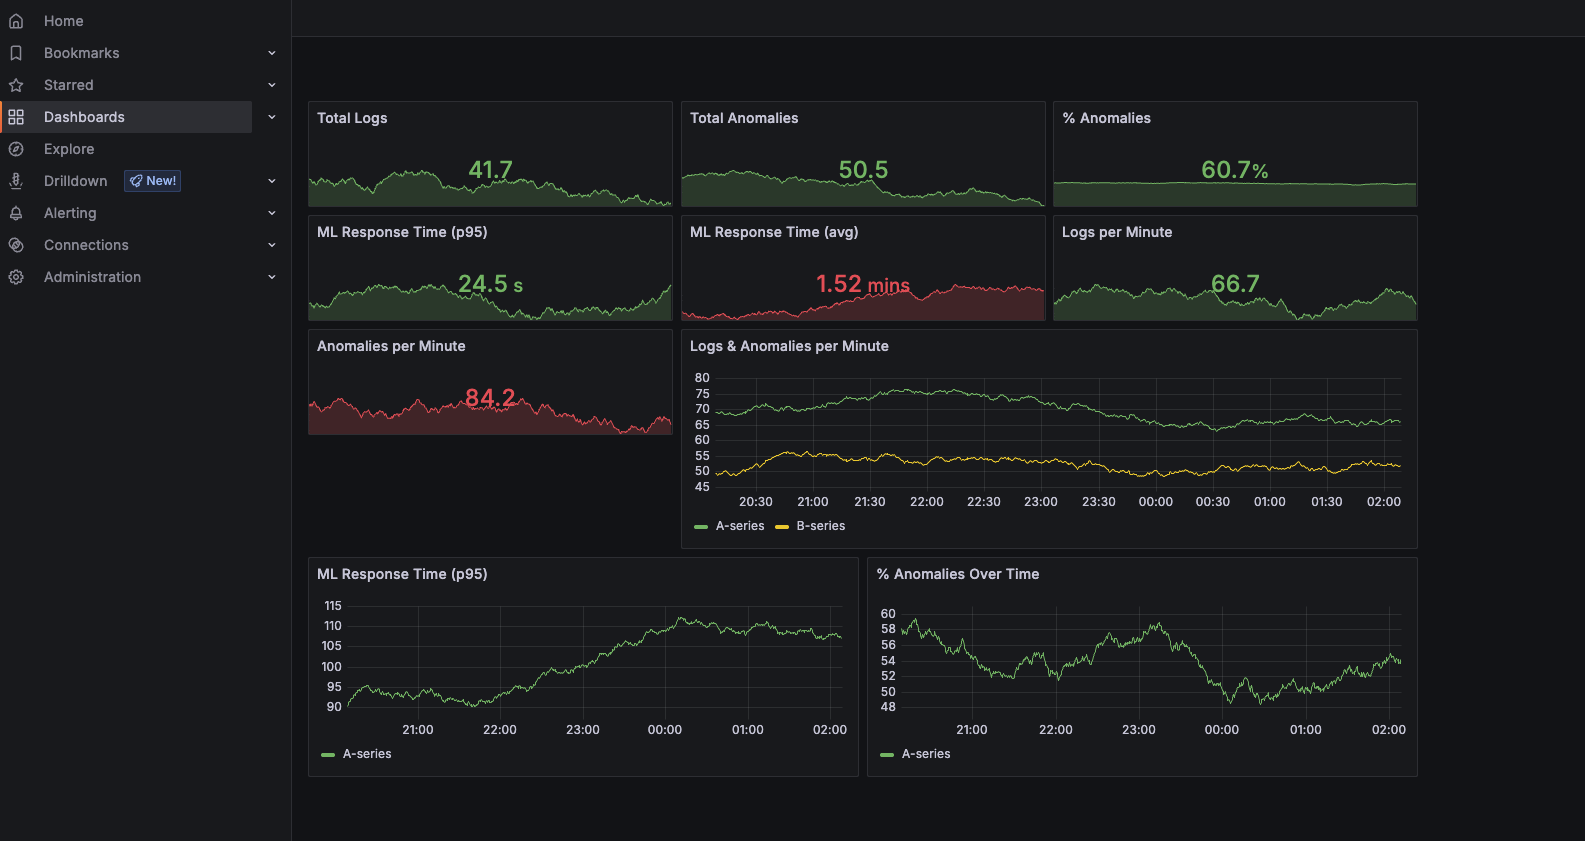 Home
Bookmarks
Starred
Dashboards
Explore
Drilldown New!
Alerting
Connections
Administration
Total Logs
41.7
Total Anomalies
50.5
% Anomalies
60.7%
ML Response Time (p95)
24.5 s
ML Response Time (avg)
1.52 mins
Logs per Minute
66.7
Anomalies per Minute
84.2
Logs & Anomalies per Minute
80
75
70
65
60
55
50
45
20:30 21:00 21:30 22:00 22:30 23:00 23:30 00:00 00:30 01:00 01:30 02:00
A-series B-series
ML Response Time (p95)
115
110
105
100
95
90
21:00 22:00 23:00 00:00 01:00 02:00
A-series
% Anomalies Over Time
60
58
56
54
52
50
48
21:00 22:00 23:00 00:00 01:00 02:00
A-series